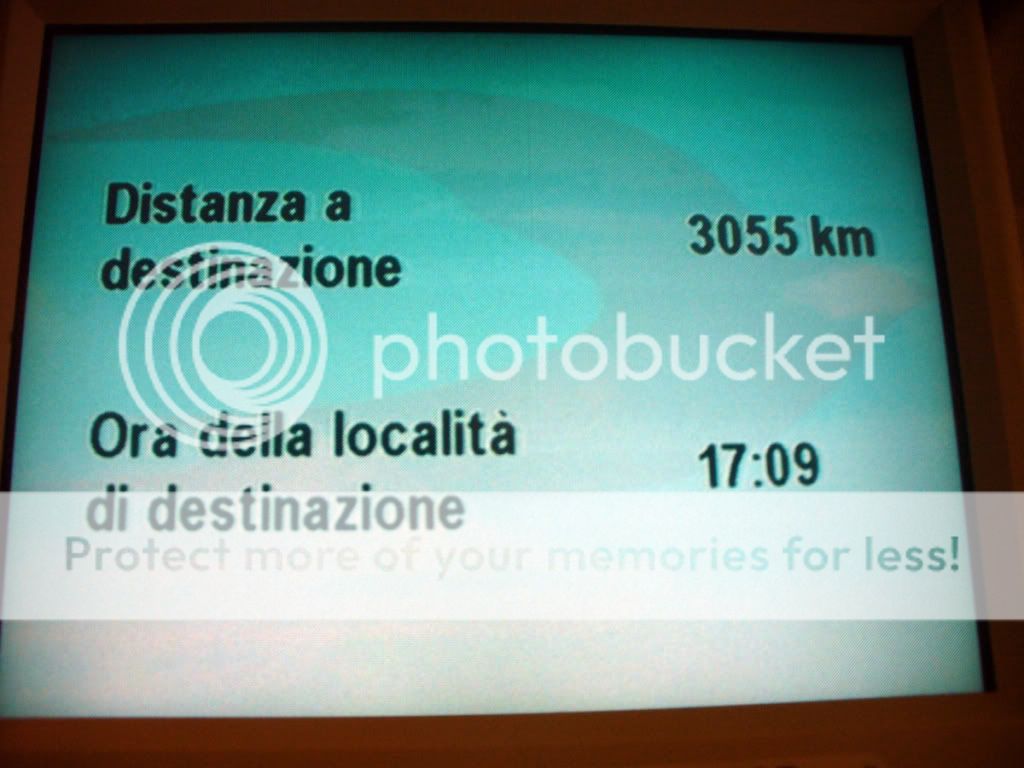 Distanza a
destinazione
3055 km
photobucket
Ora della località
di destinazione
17:09
Protect more of your memories for less!